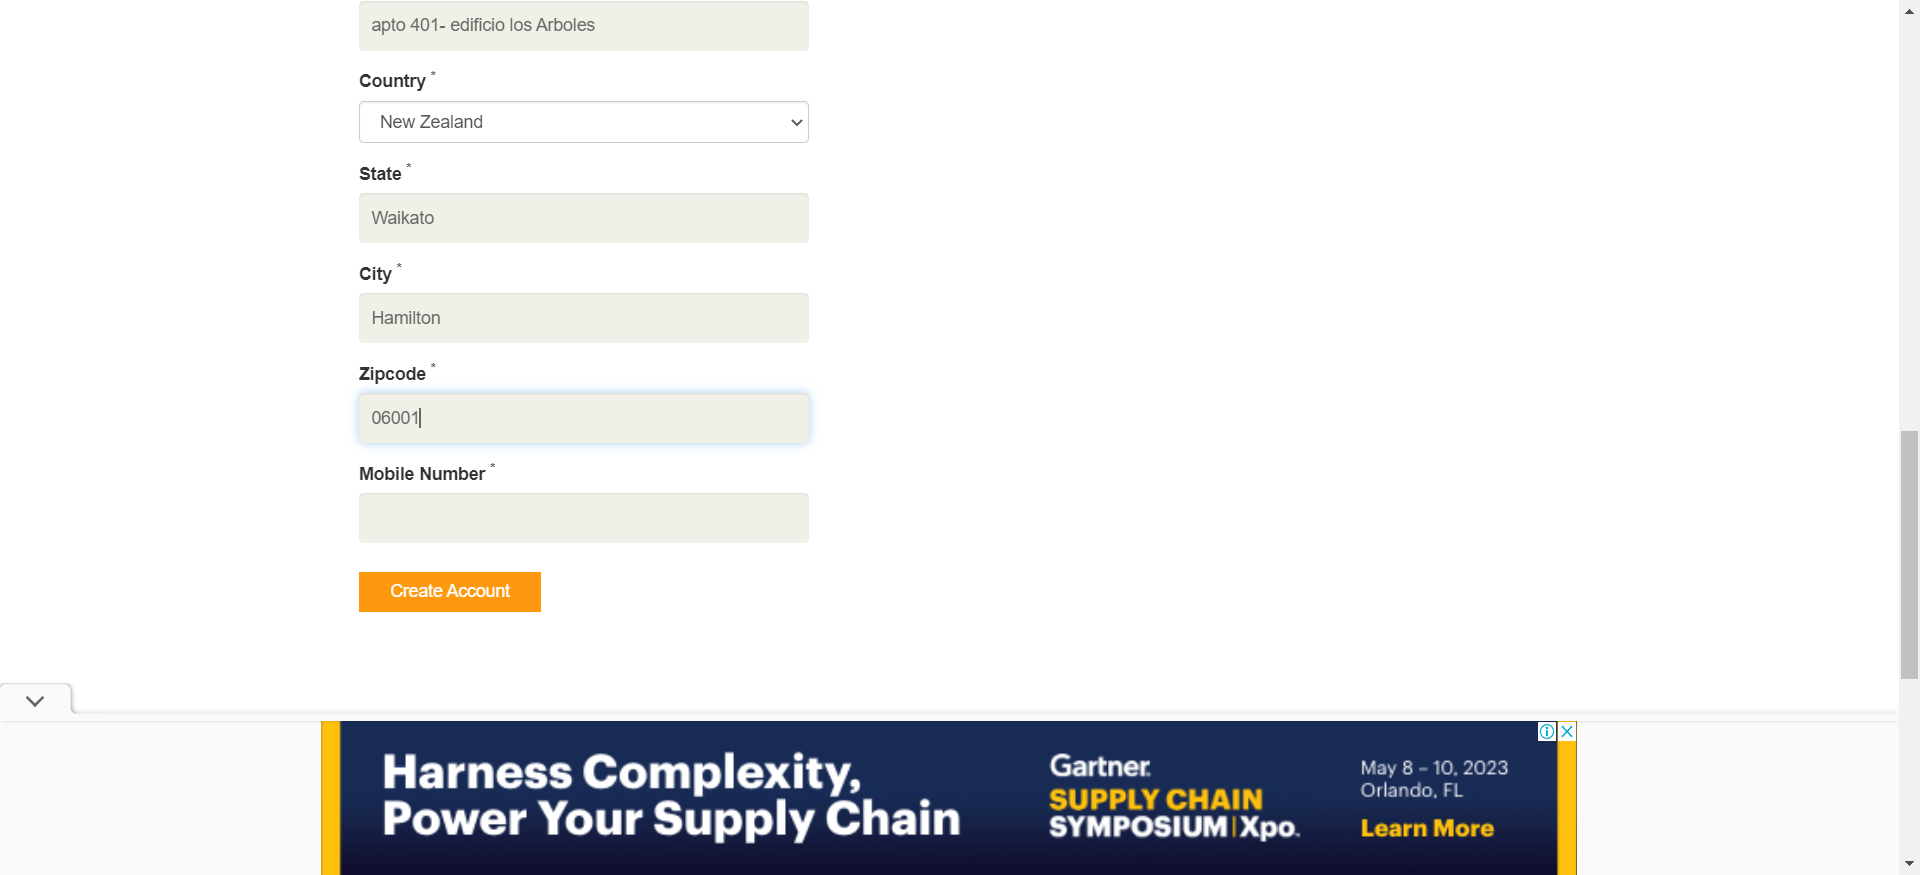 apto 401- edificio los Arboles
Country *
New Zealand
State *
Waikato
City *
Hamilton
Zipcode *
06001
Mobile Number *
Create Account
Harness Complexity,
Power Your Supply Chain
Gartner
SUPPLY CHAIN
SYMPOSIUM | Xpo.
May 8 – 10, 2023
Orlando, FL
Learn More